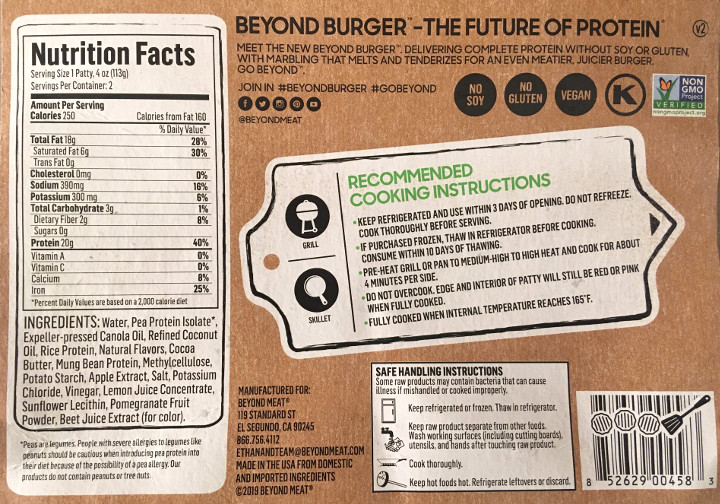 Nutrition Facts
Serving Size 1 Patty, 4 oz (113g)
Servings Per Container: 2
Amount Per Serving
Calories 250 Calories from Fat 160
% Daily Value*
Total Fat 18g 28%
Saturated Fat 6g 30%
Trans Fat 0g
Cholesterol 0mg 0%
Sodium 390mg 16%
Potassium 300 mg 6%
Total Carbohydrate 3g 1%
Dietary Fiber 2g 8%
Sugars 0g
Protein 20g 40%
Vitamin A 0%
Vitamin C 0%
Calcium 8%
Iron 25%
*Percent Daily Values are based on a 2,000 calorie diet
INGREDIENTS: Water, Pea Protein Isolate*,
Expeller-pressed Canola Oil, Refined Coconut
Oil, Rice Protein, Natural Flavors, Cocoa
Butter, Mung Bean Protein, Methylcellulose,
Potato Starch, Apple Extract, Salt, Potassium
Chloride, Vinegar, Lemon Juice Concentrate,
Sunflower Lecithin, Pomegranate Fruit
Powder, Beet Juice Extract (for color).
*Peas are legumes. People with severe allergies to legumes like
peanuts should be cautious when introducing pea protein into
their diet because of the possibility of a pea allergy. Our
products do not contain peanuts or tree nuts.
BEYOND BURGER™ -THE FUTURE OF PROTEIN®
V2
MEET THE NEW BEYOND BURGER™. DELIVERING COMPLETE PROTEIN WITHOUT SOY OR GLUTEN,
WITH MARBLING THAT MELTS AND TENDERIZES FOR AN EVEN MEATIER, JUICIER BURGER.
GO BEYOND™.
JOIN IN #BEYONDBURGER #GOBEYOND
@BEYONDMEAT
NO
SOY
NO
GLUTEN
VEGAN
K
NON
GMO
Project
VERIFIED
nongmoproject.org
RECOMMENDED
COOKING INSTRUCTIONS
GRILL
SKILLET
•KEEP REFRIGERATED AND USE WITHIN 3 DAYS OF OPENING. DO NOT REFREEZE.
COOK THOROUGHLY BEFORE SERVING.
•IF PURCHASED FROZEN, THAW IN REFRIGERATOR BEFORE COOKING.
CONSUME WITHIN 10 DAYS OF THAWING.
•PRE-HEAT GRILL OR PAN TO MEDIUM-HIGH TO HIGH HEAT AND COOK FOR ABOUT
4 MINUTES PER SIDE.
•DO NOT OVERCOOK. EDGE AND INTERIOR OF PATTY WILL STILL BE RED OR PINK
WHEN FULLY COOKED.
•FULLY COOKED WHEN INTERNAL TEMPERATURE REACHES 165°F.
MANUFACTURED FOR:
BEYOND MEAT®
119 STANDARD ST
EL SEGUNDO, CA 90245
866.756.4112
ETHANANDTEAM@BEYONDMEAT.COM
MADE IN THE USA FROM DOMESTIC
AND IMPORTED INGREDIENTS
©2019 BEYOND MEAT®
SAFE HANDLING INSTRUCTIONS
Some raw products may contain bacteria that can cause
illness if mishandled or cooked improperly.
Keep refrigerated or frozen. Thaw in refrigerator.
Keep raw product separate from other foods.
Wash working surfaces (including cutting boards),
utensils, and hands after touching raw product.
Cook thoroughly.
Keep hot foods hot. Refrigerate leftovers or discard.
8 52629 00458 3